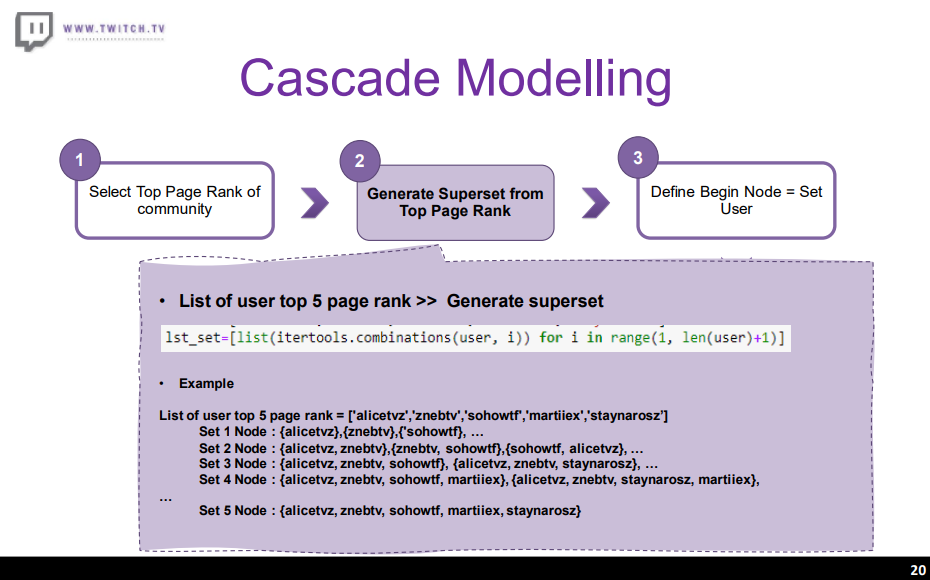 WWW.TWITCH.TV
Cascade Modelling
1
Select Top Page Rank of
community
2
Generate Superset from
Top Page Rank
3
Define Begin Node = Set
User
• List of user top 5 page rank >> Generate superset
lst_set=[list(itertools.combinations(user, i)) for i in range(1, len(user)+1)]
• Example
List of user top 5 page rank = ['alicetvz','znebtv','sohowtf','martiiex','staynarosz’]
Set 1 Node : {alicetvz},{znebtv},{'sohowtf}, …
Set 2 Node : {alicetvz, znebtv},{znebtv, sohowtf},{sohowtf, alicetvz}, …
Set 3 Node : {alicetvz, znebtv, sohowtf}, {alicetvz, znebtv, staynarosz}, …
Set 4 Node : {alicetvz, znebtv, sohowtf, martiiex}, {alicetvz, znebtv, staynarosz, martiiex},
…
Set 5 Node : {alicetvz, znebtv, sohowtf, martiiex, staynarosz}
20